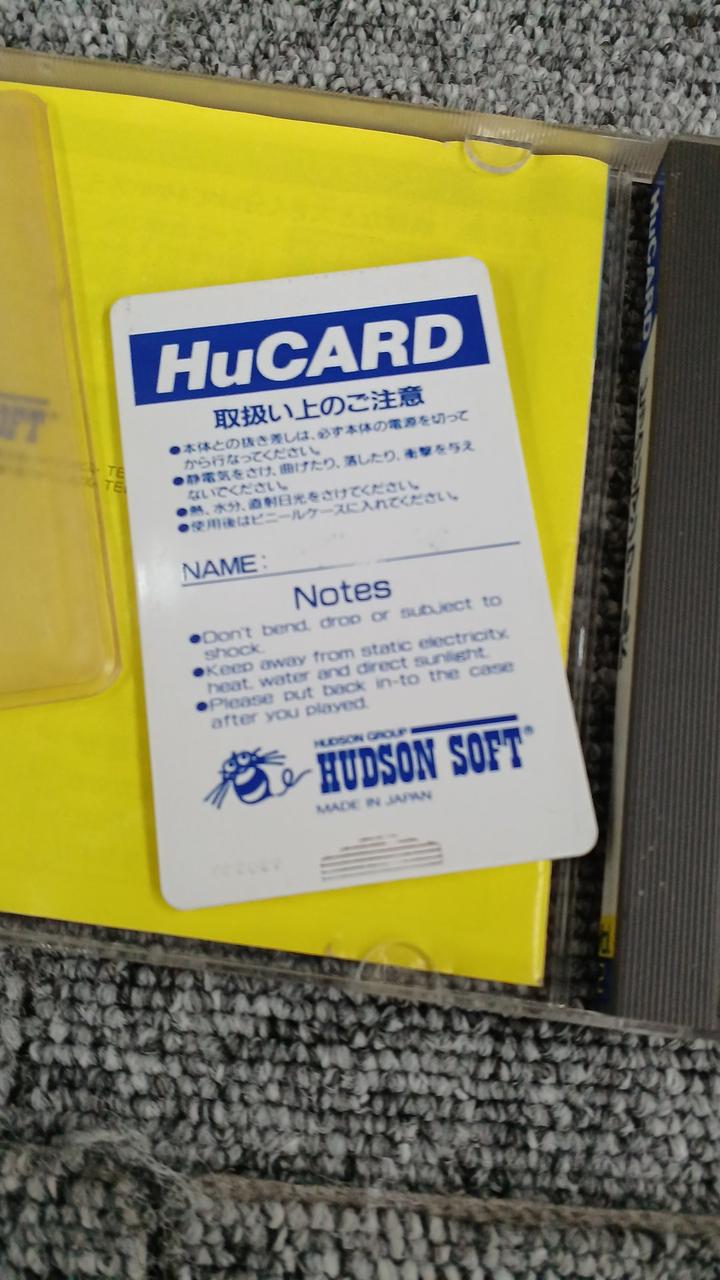 HuCARD
取扱い上のご注意
●本体との抜き差しは、必ず本体の電源を切って
から行なってください。
●静電気をさけ、曲げたり、落したり、衝撃を与え
ないでください。
●熱、水分、直射日光をさけてください。
●使用後はビニールケースに入れてください。
NAME:
Notes
●Don't bend, drop or subject to
shock.
●Keep away from static electricity,
heat, water and direct sunlight.
●Please put back in-to the case
after you played.
HUDSON GROUP
HUDSON SOFT®
MADE IN JAPAN
HuCARD